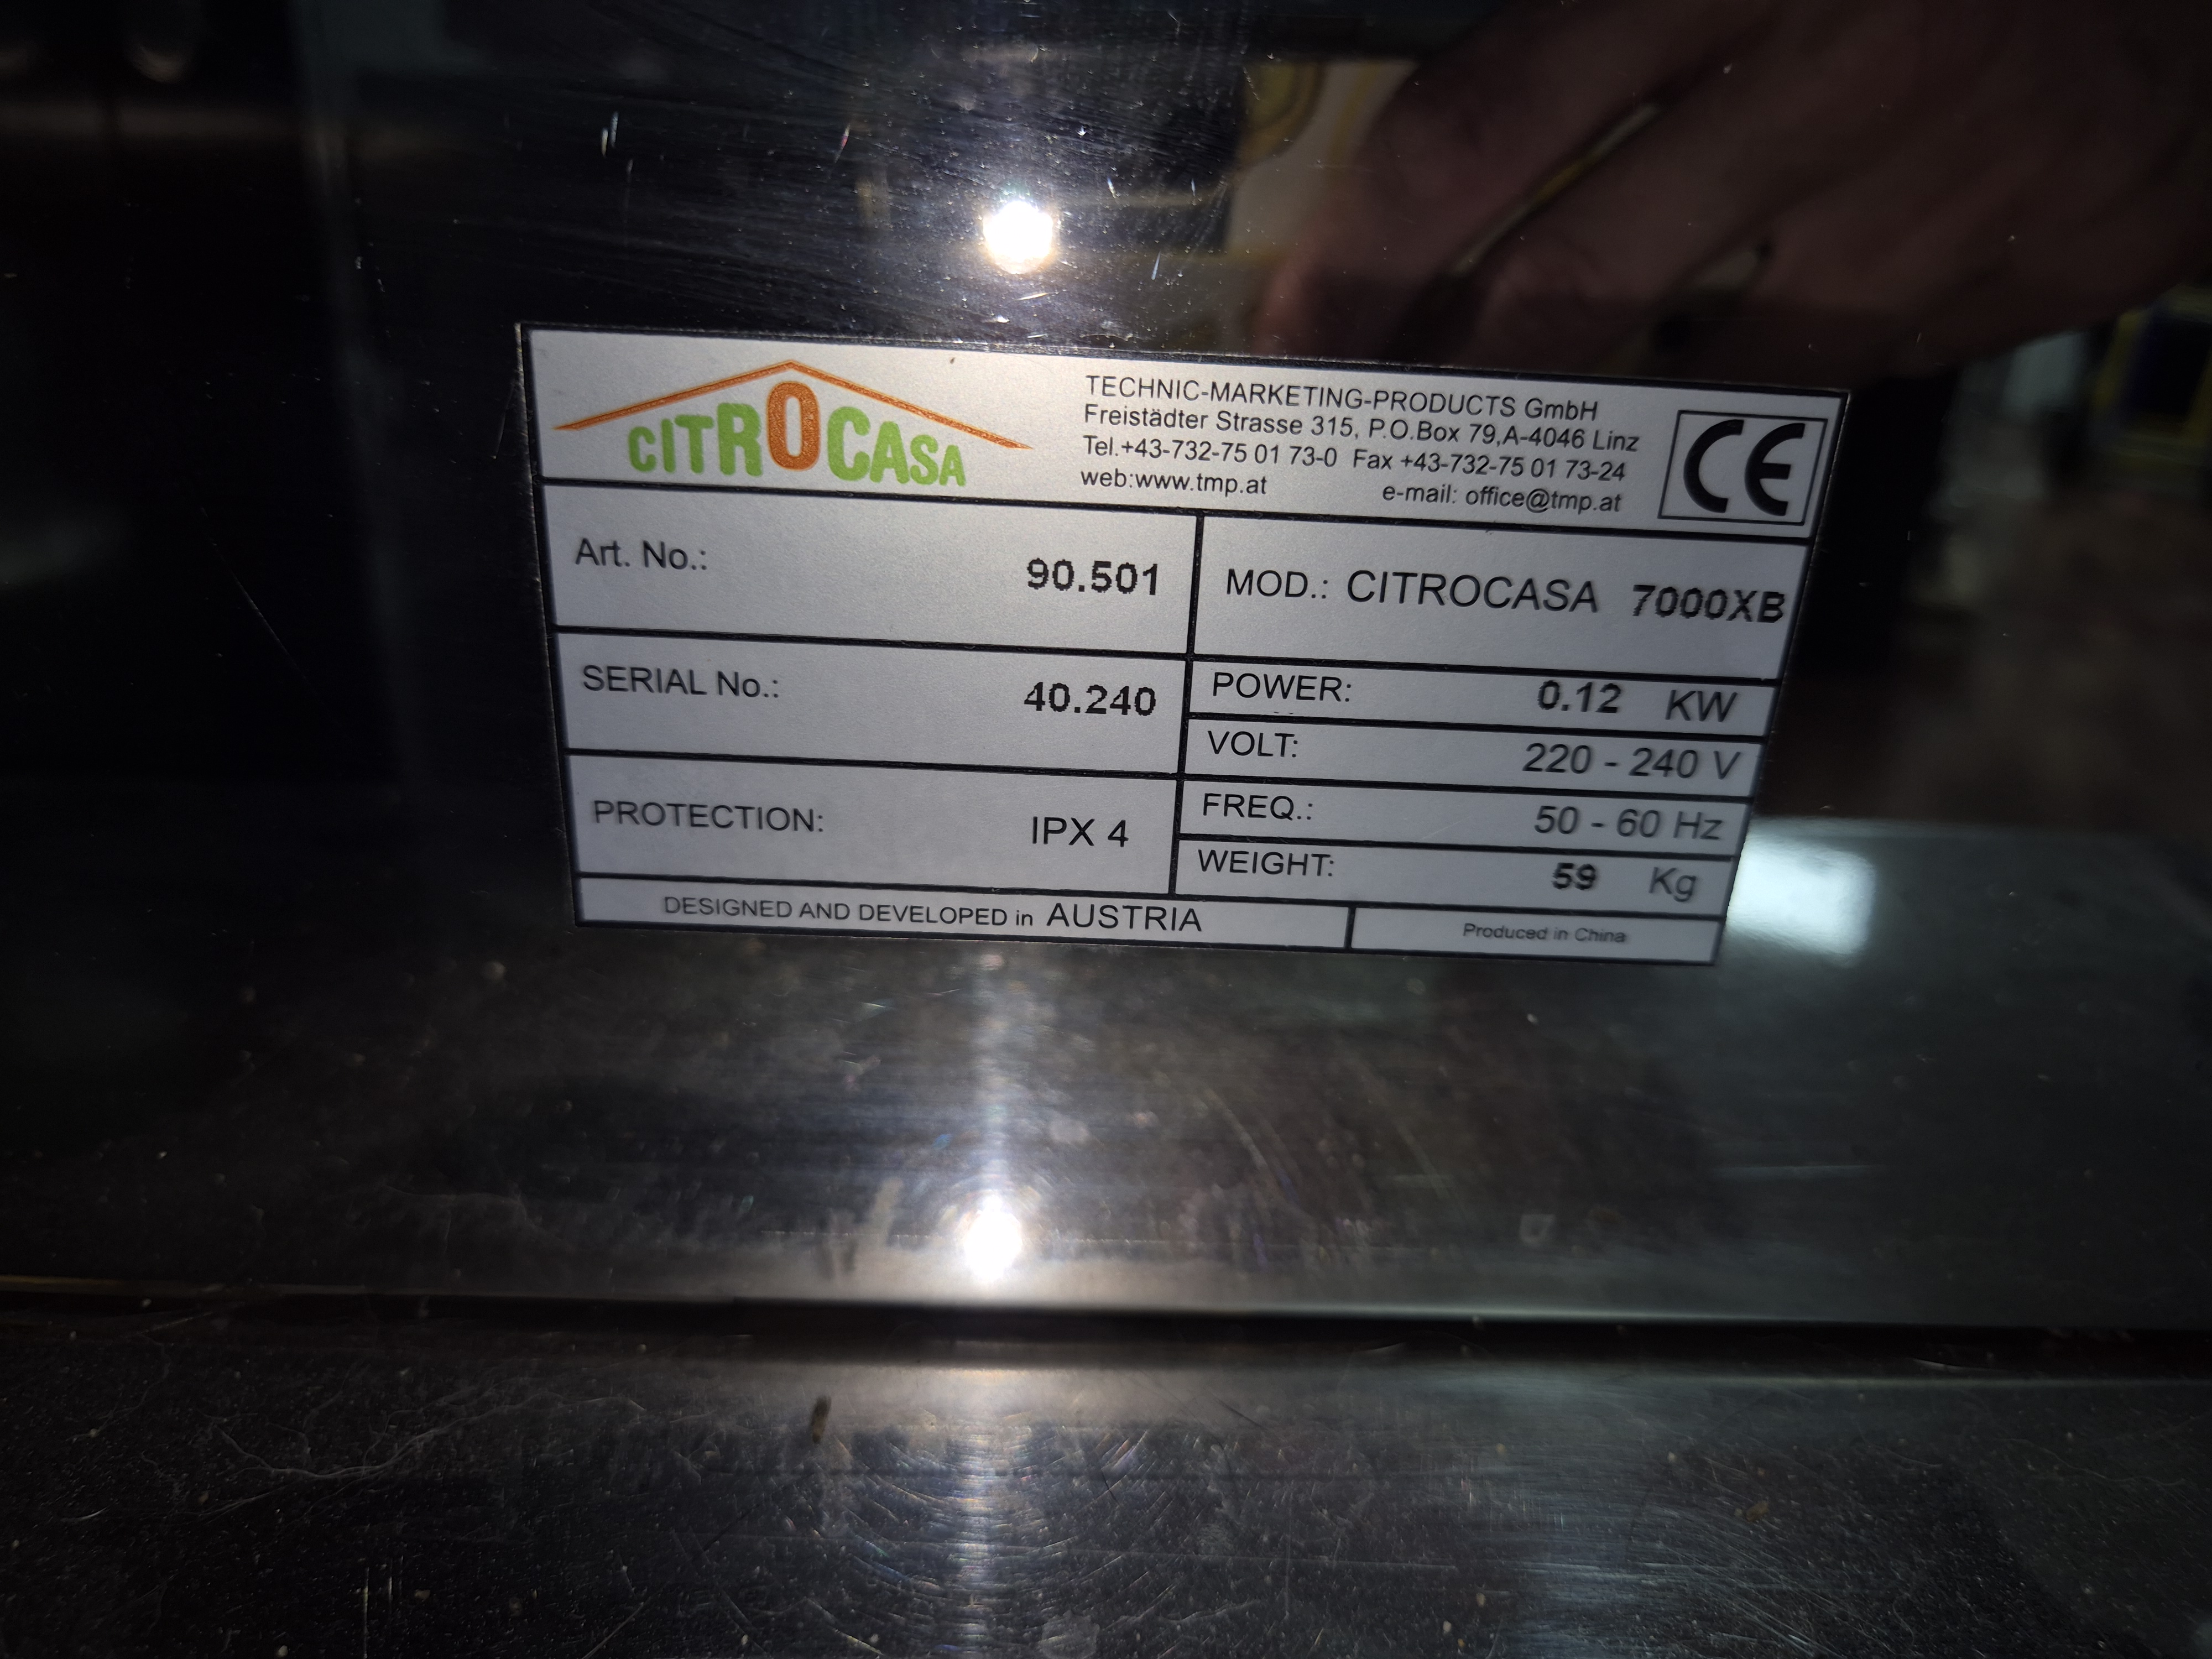 CITROCASA
TECHNIC-MARKETING-PRODUCTS GmbH
Freistädter Strasse 315, P.O.Box 79,A-4046 Linz
Tel.+43-732-75 01 73-0 Fax +43-732-75 01 73-24
web:www.tmp.at e-mail: office@tmp.at
CE
Art. No.: 90.501
MOD.: CITROCASA 7000XB
SERIAL No.: 40.240
POWER: 0.12 KW
VOLT: 220 - 240 V
PROTECTION: IPX 4
FREQ.: 50 - 60 Hz
WEIGHT: 59 Kg
DESIGNED AND DEVELOPED in AUSTRIA
Produced in China